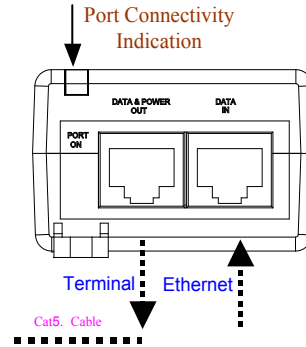 Port Connectivity
Indication
DATA & POWER
OUT
DATA
IN
PORT
ON
Terminal
Ethernet
Cat5. Cable